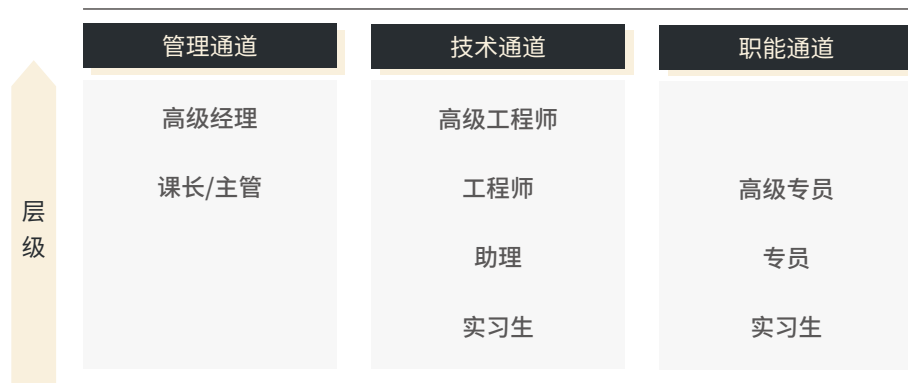 管理通道
技术通道
职能通道
层级
高级经理
高级工程师
课长/主管
工程师
高级专员
助理
专员
实习生
实习生